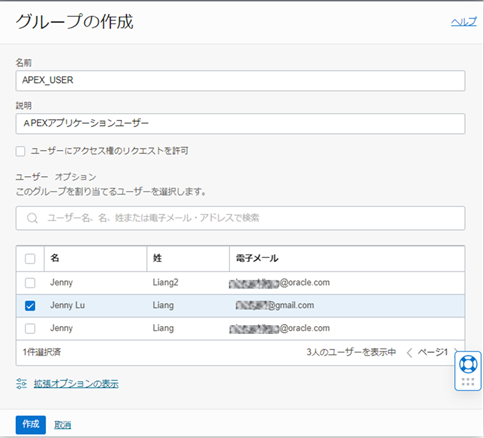 グループの作成
ヘルプ
名前
APEX_USER
説明
APEXアプリケーションユーザー
ユーザーにアクセス権のリクエストを許可
ユーザー オプション
このグループを割り当てるユーザーを選択します。
ユーザー名、名、姓または電子メール・アドレスで検索
名 姓 電子メール
Jenny Liang2 @oracle.com
Jenny Lu Liang @gmail.com
Jenny Liang @oracle.com
1件選択済 3人のユーザーを表示中 ページ1
拡張オプションの表示
作成 取消